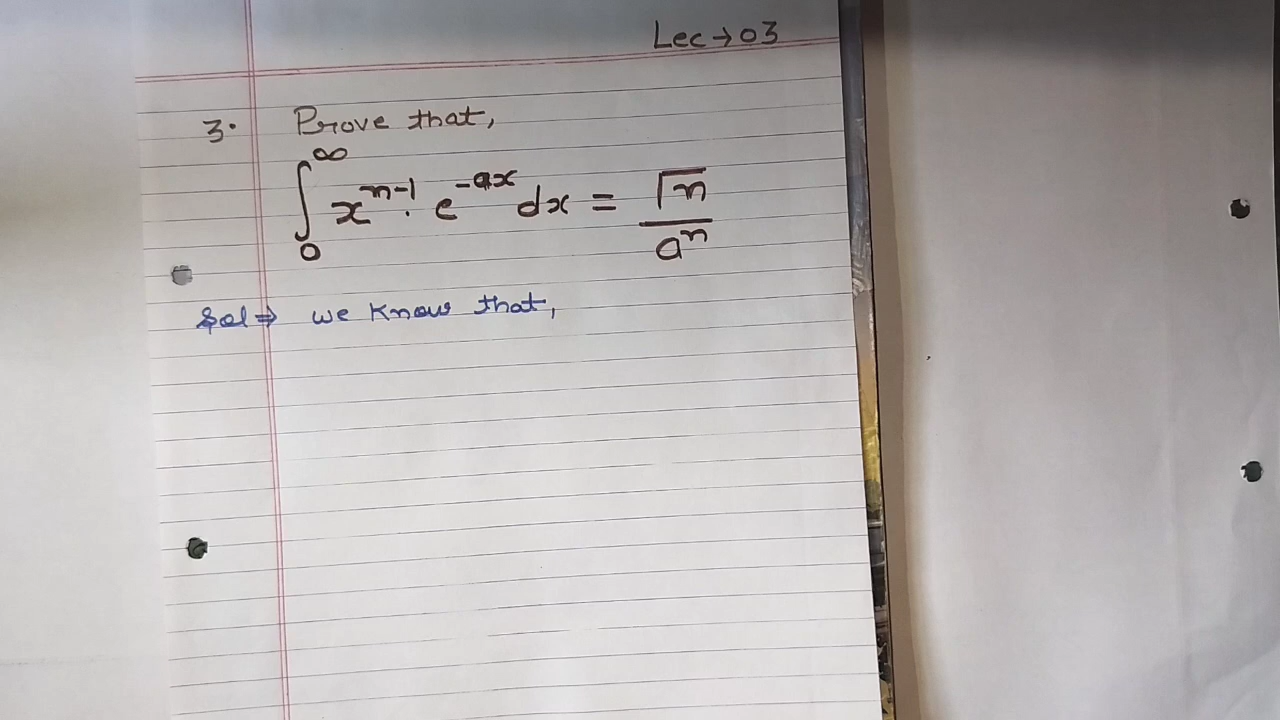 Lec → 03
3. Prove that,
∫₀^∞ x^{n-1} . e^{-ax} dx = Γn / a^n
Sol ⇒ we know that,